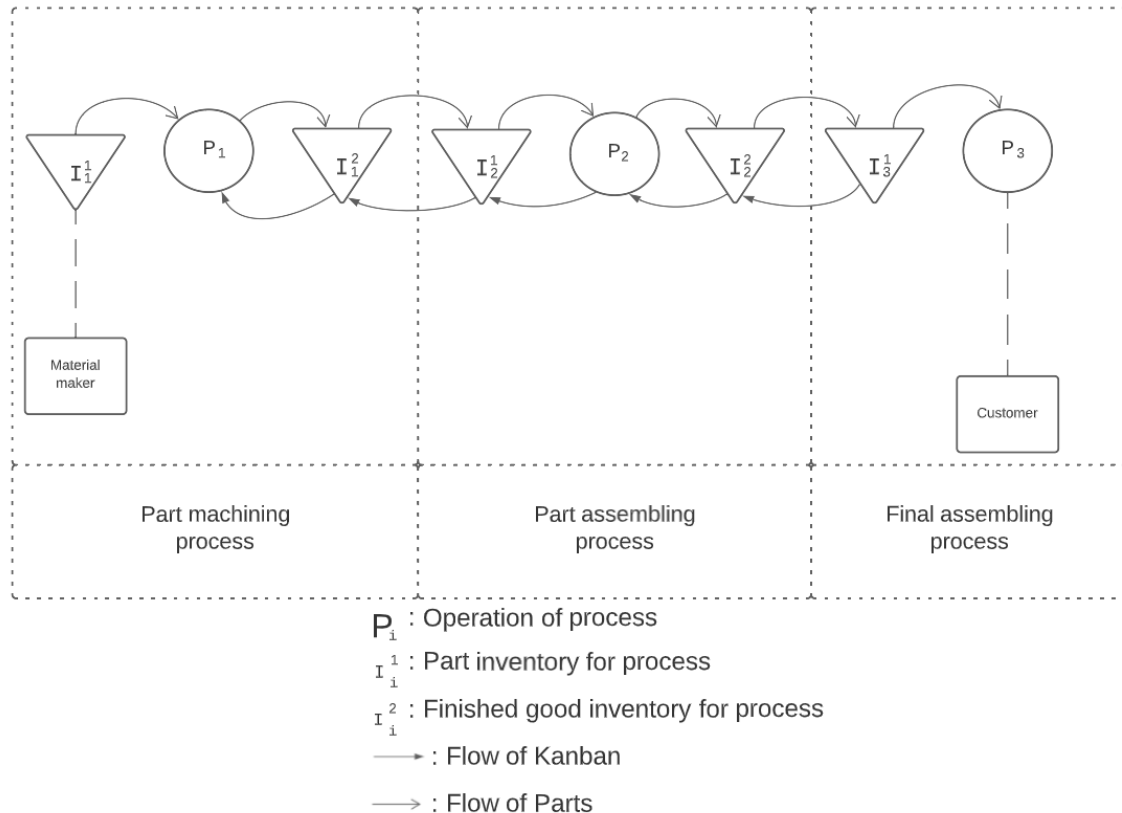 I₁¹
P₁
I₁²
I₂¹
P₂
I₂²
I₃¹
P₃
Material
maker
Customer
Part machining
process
Part assembling
process
Final assembling
process
Pᵢ : Operation of process
Iᵢ¹ : Part inventory for process
Iᵢ² : Finished good inventory for process
: Flow of Kanban
: Flow of Parts